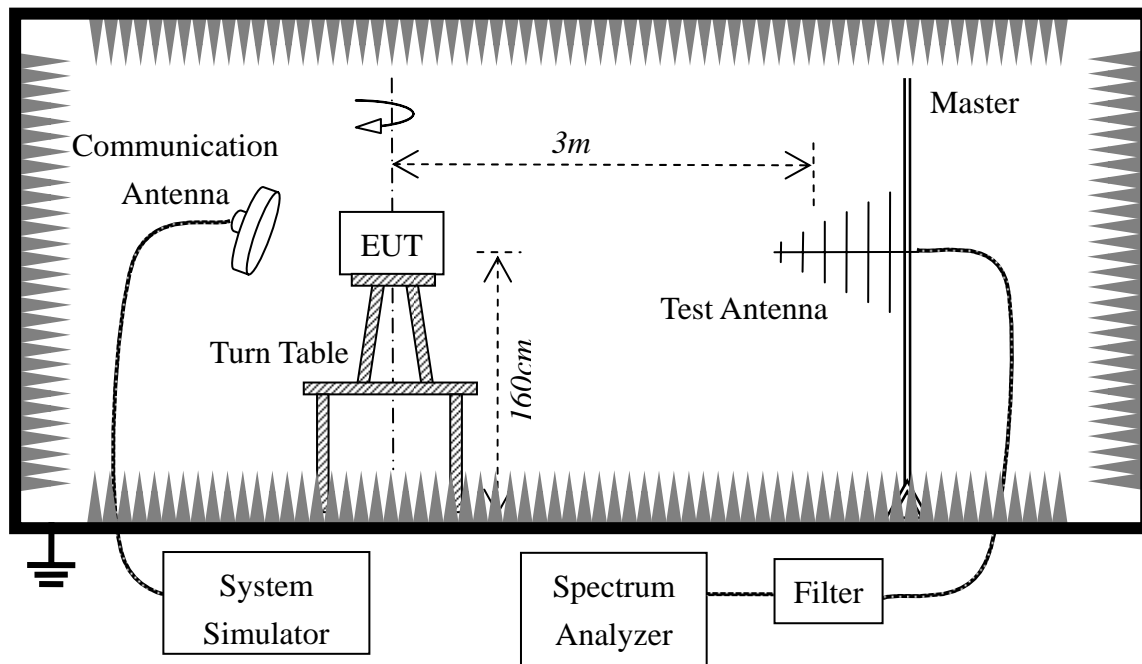 Master
3m
Communication
Antenna
EUT
Test Antenna
Turn Table
160cm
System
Simulator
Spectrum
Analyzer
Filter